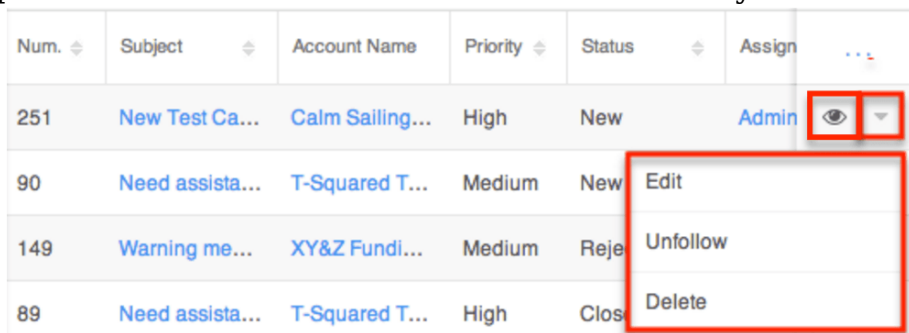 Num. Subject Account Name Priority Status Assign ...
251 New Test Ca... Calm Sailing... High New Admin
90 Need assista... T-Squared T... Medium New Edit
149 Warning me... XY&Z Fundi... Medium Reje Unfollow
89 Need assista... T-Squared T... High Clos Delete